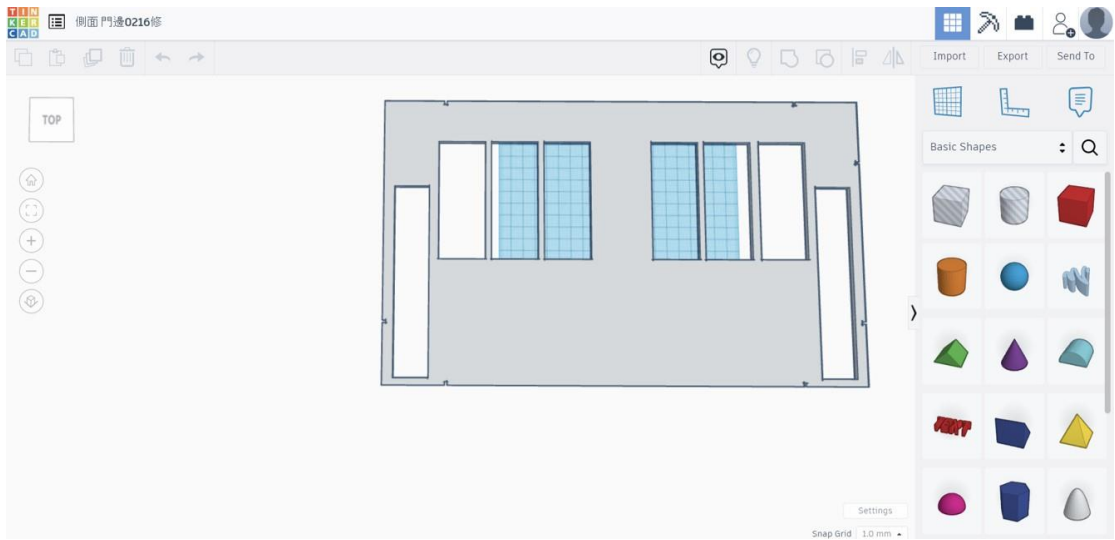 TIN
KER
CAD
側面 門邊0216修
Import
Export
Send To
TOP
Basic Shapes
TEXT
Settings
Snap Grid 1.0 mm